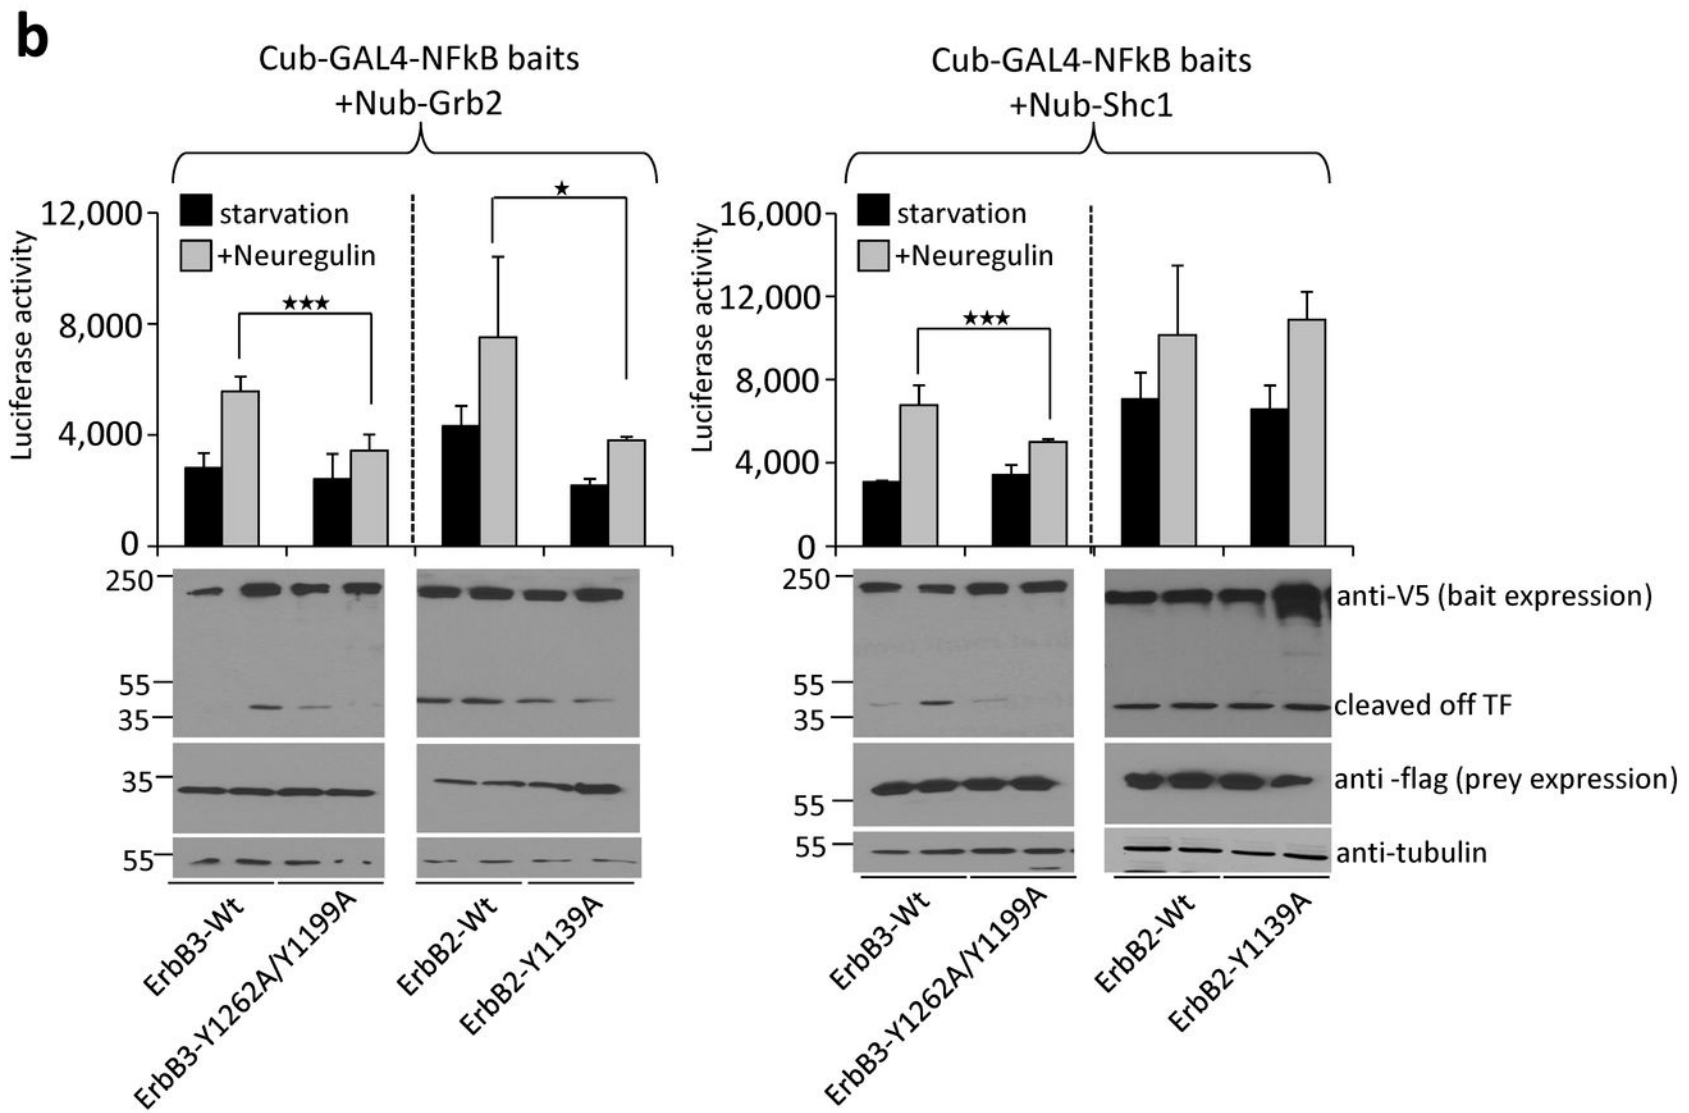 b
Cub-GAL4-NFkB baits
+Nub-Grb2
Cub-GAL4-NFkB baits
+Nub-Shc1
Luciferase activity
12,000
8,000
4,000
0
starvation
+Neuregulin
★★★
★
Luciferase activity
16,000
12,000
8,000
4,000
0
starvation
+Neuregulin
★★★
250
55
35
35
55
250
55
35
55
55
anti-V5 (bait expression)
cleaved off TF
anti -flag (prey expression)
anti-tubulin
ErbB3-Wt
ErbB3-Y1262A/Y1199A
ErbB2-Wt
ErbB2-Y1139A
ErbB3-Wt
ErbB3-Y1262A/Y1199A
ErbB2-Wt
ErbB2-Y1139A